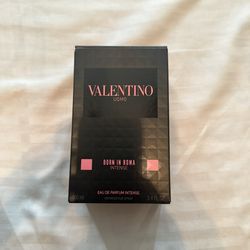 VALENTINO
UOMO
BORN IN ROMA
INTENSE
EAU DE PARFUM INTENSE